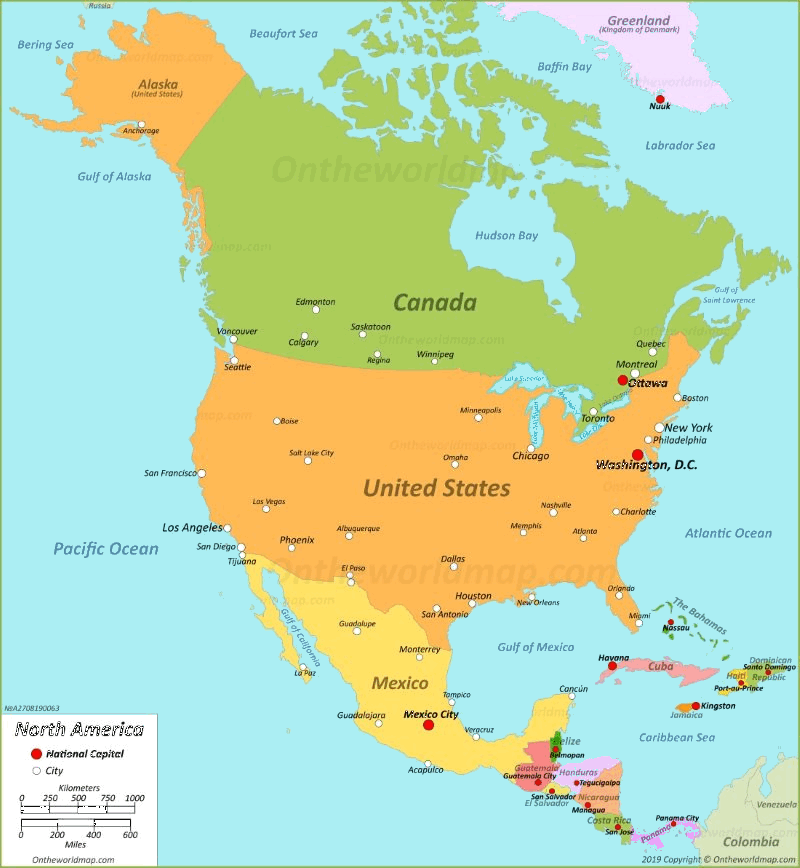 Russia
Bering Sea
Beaufort Sea
Greenland
(Kingdom of Denmark)
Ontheworldmap.com
Baffin Bay
Alaska
(United States)
Nuuk
Anchorage
Labrador Sea
Gulf of Alaska
Ontheworldmap.com
Hudson Bay
Gulf of
Saint Lawrence
Canada
Edmonton
Saskatoon
Vancouver
Calgary
Regina
Winnipeg
Ontheworldmap.com
Quebec
Montreal
Ottawa
Seattle
Lake Superior
Lake Huron
Lake Ontario
Lake Michigan
Lake Erie
Toronto
Boston
Minneapolis
Boise
New York
Philadelphia
Chicago
Salt Lake City
Omaha
Washington, D.C.
San Francisco
United States
Las Vegas
Nashville
Charlotte
Los Angeles
Albuquerque
Memphis
Atlanta
Phoenix
San Diego
Tijuana
Pacific Ocean
Atlantic Ocean
El Paso
Dallas
Ontheworldmap.com
Houston
San Antonio
New Orleans
Orlando
Miami
The Bahamas
Nassau
Guadalupe
Gulf of California
Monterrey
Gulf of Mexico
La Paz
Havana
Cuba
Dominican
Republic
Santo Domingo
Haiti
Port-au-Prince
Mexico
Cancún
Tampico
Kingston
Jamaica
Guadalajara
Mexico City
Veracruz
Caribbean Sea
Acapulco
Belize
Belmopan
Guatemala
Guatemala City
Honduras
Tegucigalpa
San Salvador
El Salvador
Nicaragua
Managua
Costa Rica
San José
Panama City
Panama
Venezuela
Colombia
NºA2708190063
North America
National Capital
City
Kilometers
0 250 500 750 1000
0 200 400 600
Miles
Ontheworldmap.com
2019 Copyright © Ontheworldmap.com